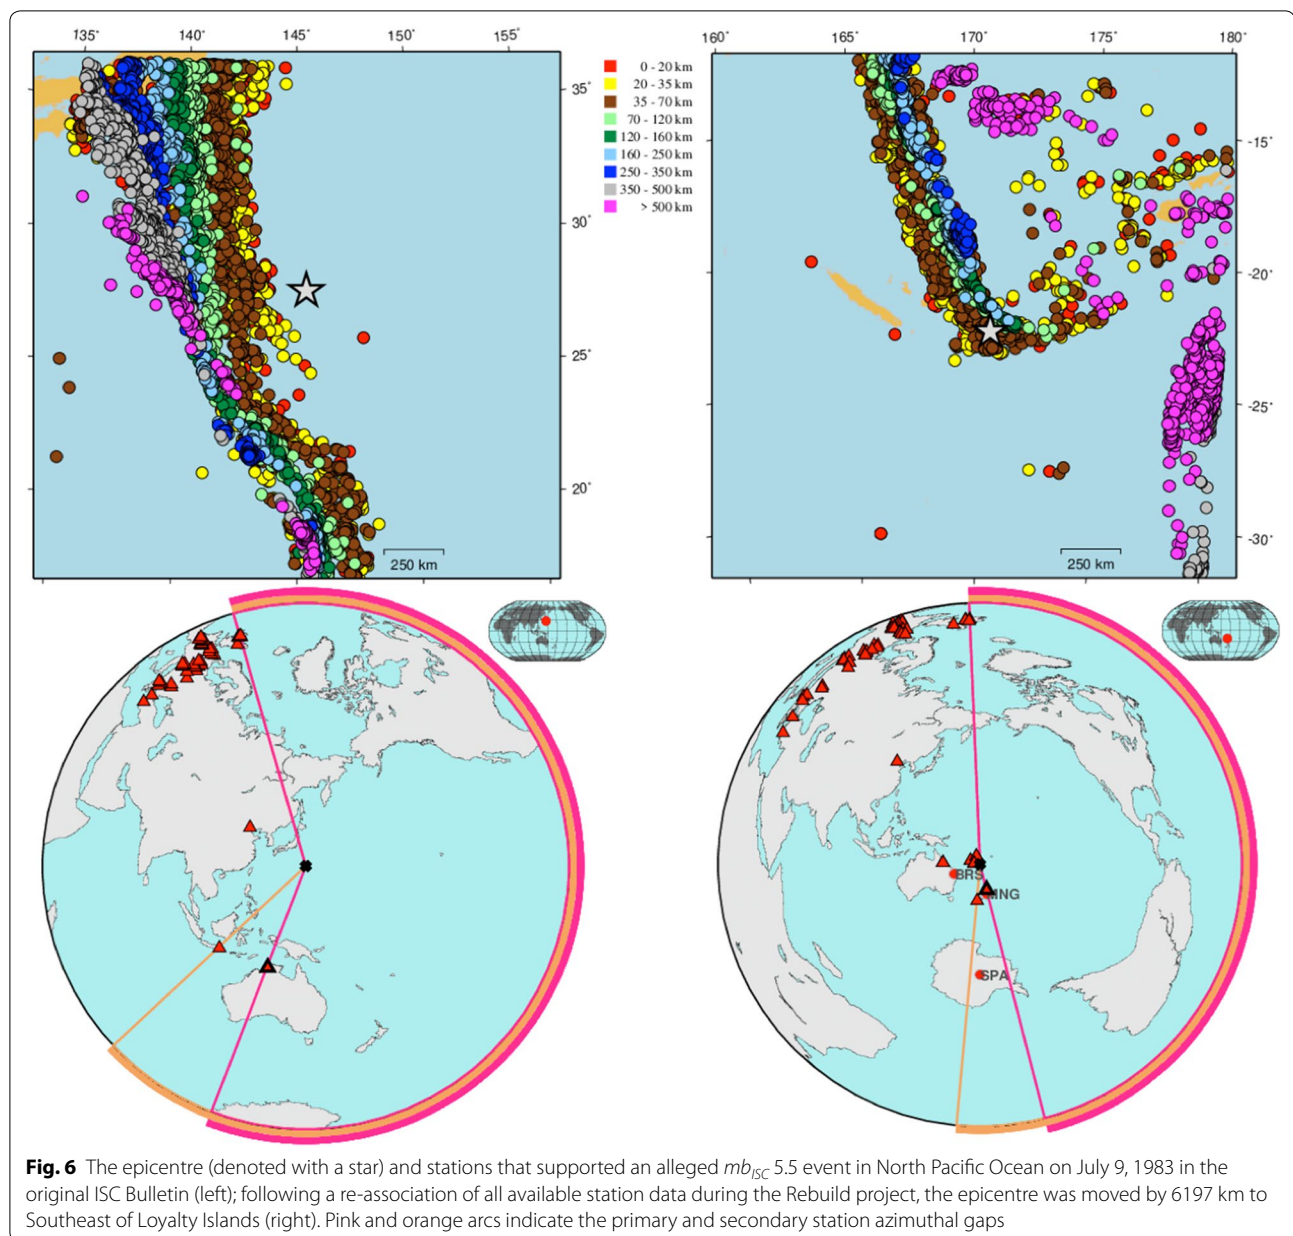 135° 140° 145° 150° 155°
160° 165° 170° 175° 180°
35°
30°
25°
20°
0 - 20 km
20 - 35 km
35 - 70 km
70 - 120 km
120 - 160 km
160 - 250 km
250 - 350 km
350 - 500 km
> 500 km
-15°
-20°
-25°
-30°
250 km
250 km
BRS
SPA
Fig. 6 The epicentre (denoted with a star) and stations that supported an alleged mbISC 5.5 event in North Pacific Ocean on July 9, 1983 in the
original ISC Bulletin (left); following a re-association of all available station data during the Rebuild project, the epicentre was moved by 6197 km to
Southeast of Loyalty Islands (right). Pink and orange arcs indicate the primary and secondary station azimuthal gaps